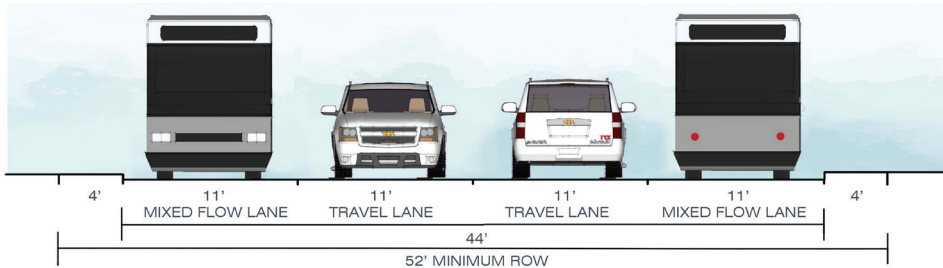 4' 11' 11' 11' 11' 4'
MIXED FLOW LANE TRAVEL LANE TRAVEL LANE MIXED FLOW LANE
44'
52' MINIMUM ROW